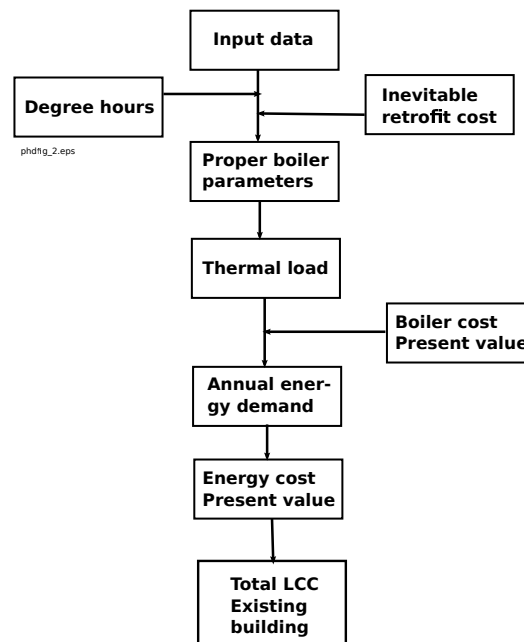 Input data
Degree hours
Inevitable
retrofit cost
phdfig_2.eps
Proper boiler
parameters
Thermal load
Boiler cost
Present value
Annual ener-
gy demand
Energy cost
Present value
Total LCC
Existing
building